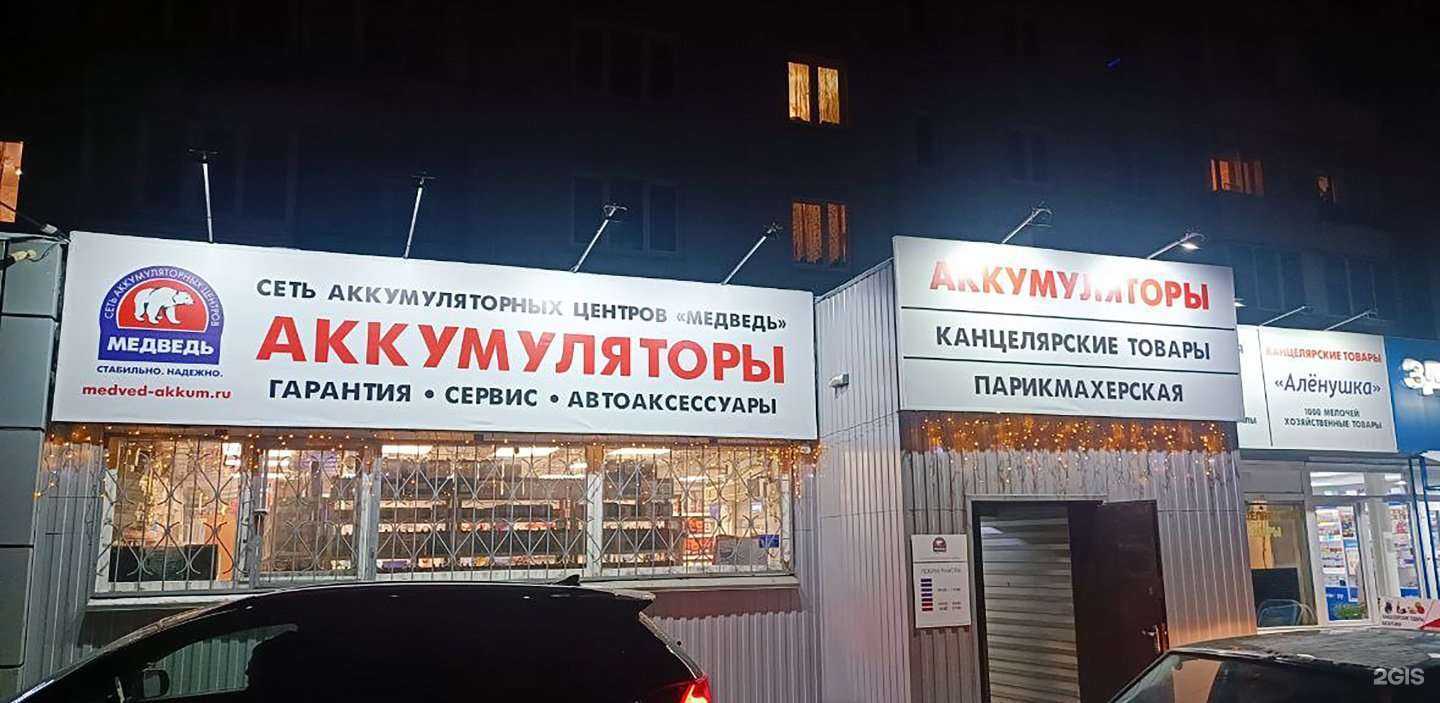 СЕТЬ АККУМУЛЯТОРНЫХ ЦЕНТРОВ
МЕДВЕДЬ
СТАБИЛЬНО. НАДЕЖНО.
medved-akkum.ru
СЕТЬ АККУМУЛЯТОРНЫХ ЦЕНТРОВ «МЕДВЕДЬ»
АККУМУЛЯТОРЫ
ГАРАНТИЯ • СЕРВИС • АВТОАКСЕССУАРЫ
АККУМУЛЯТОРЫ
КАНЦЕЛЯРСКИЕ ТОВАРЫ
ПАРИКМАХЕРСКАЯ
КАНЦЕЛЯРСКИЕ ТОВАРЫ
«Алёнушка»
1000 МЕЛОЧЕЙ
ХОЗЯЙСТВЕННЫЕ ТОВАРЫ
2GIS